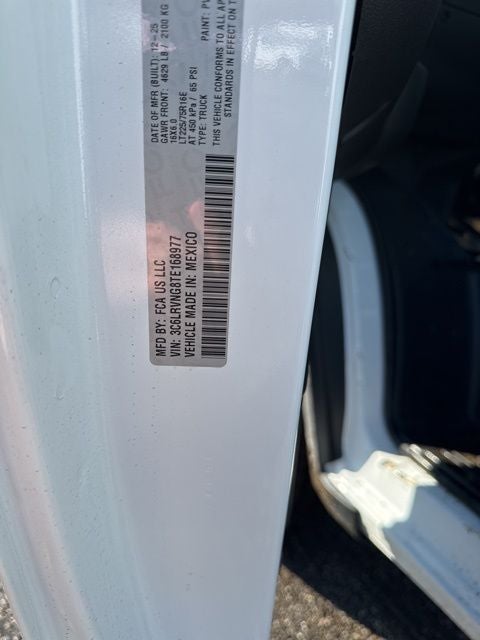 MFD BY: FCA US LLC
VIN: 3C6LRVNG8TE168977
VEHICLE MADE IN: MEXICO
DATE OF MFR (BUILT): 12-25
GAWR FRONT: 4629 LB / 2100 KG
16X6.0
LT225/75R16E
AT 450 kPa / 65 PSI
TYPE: TRUCK
PAINT: PW
THIS VEHICLE CONFORMS TO ALL AP
STANDARDS IN EFFECT ON T